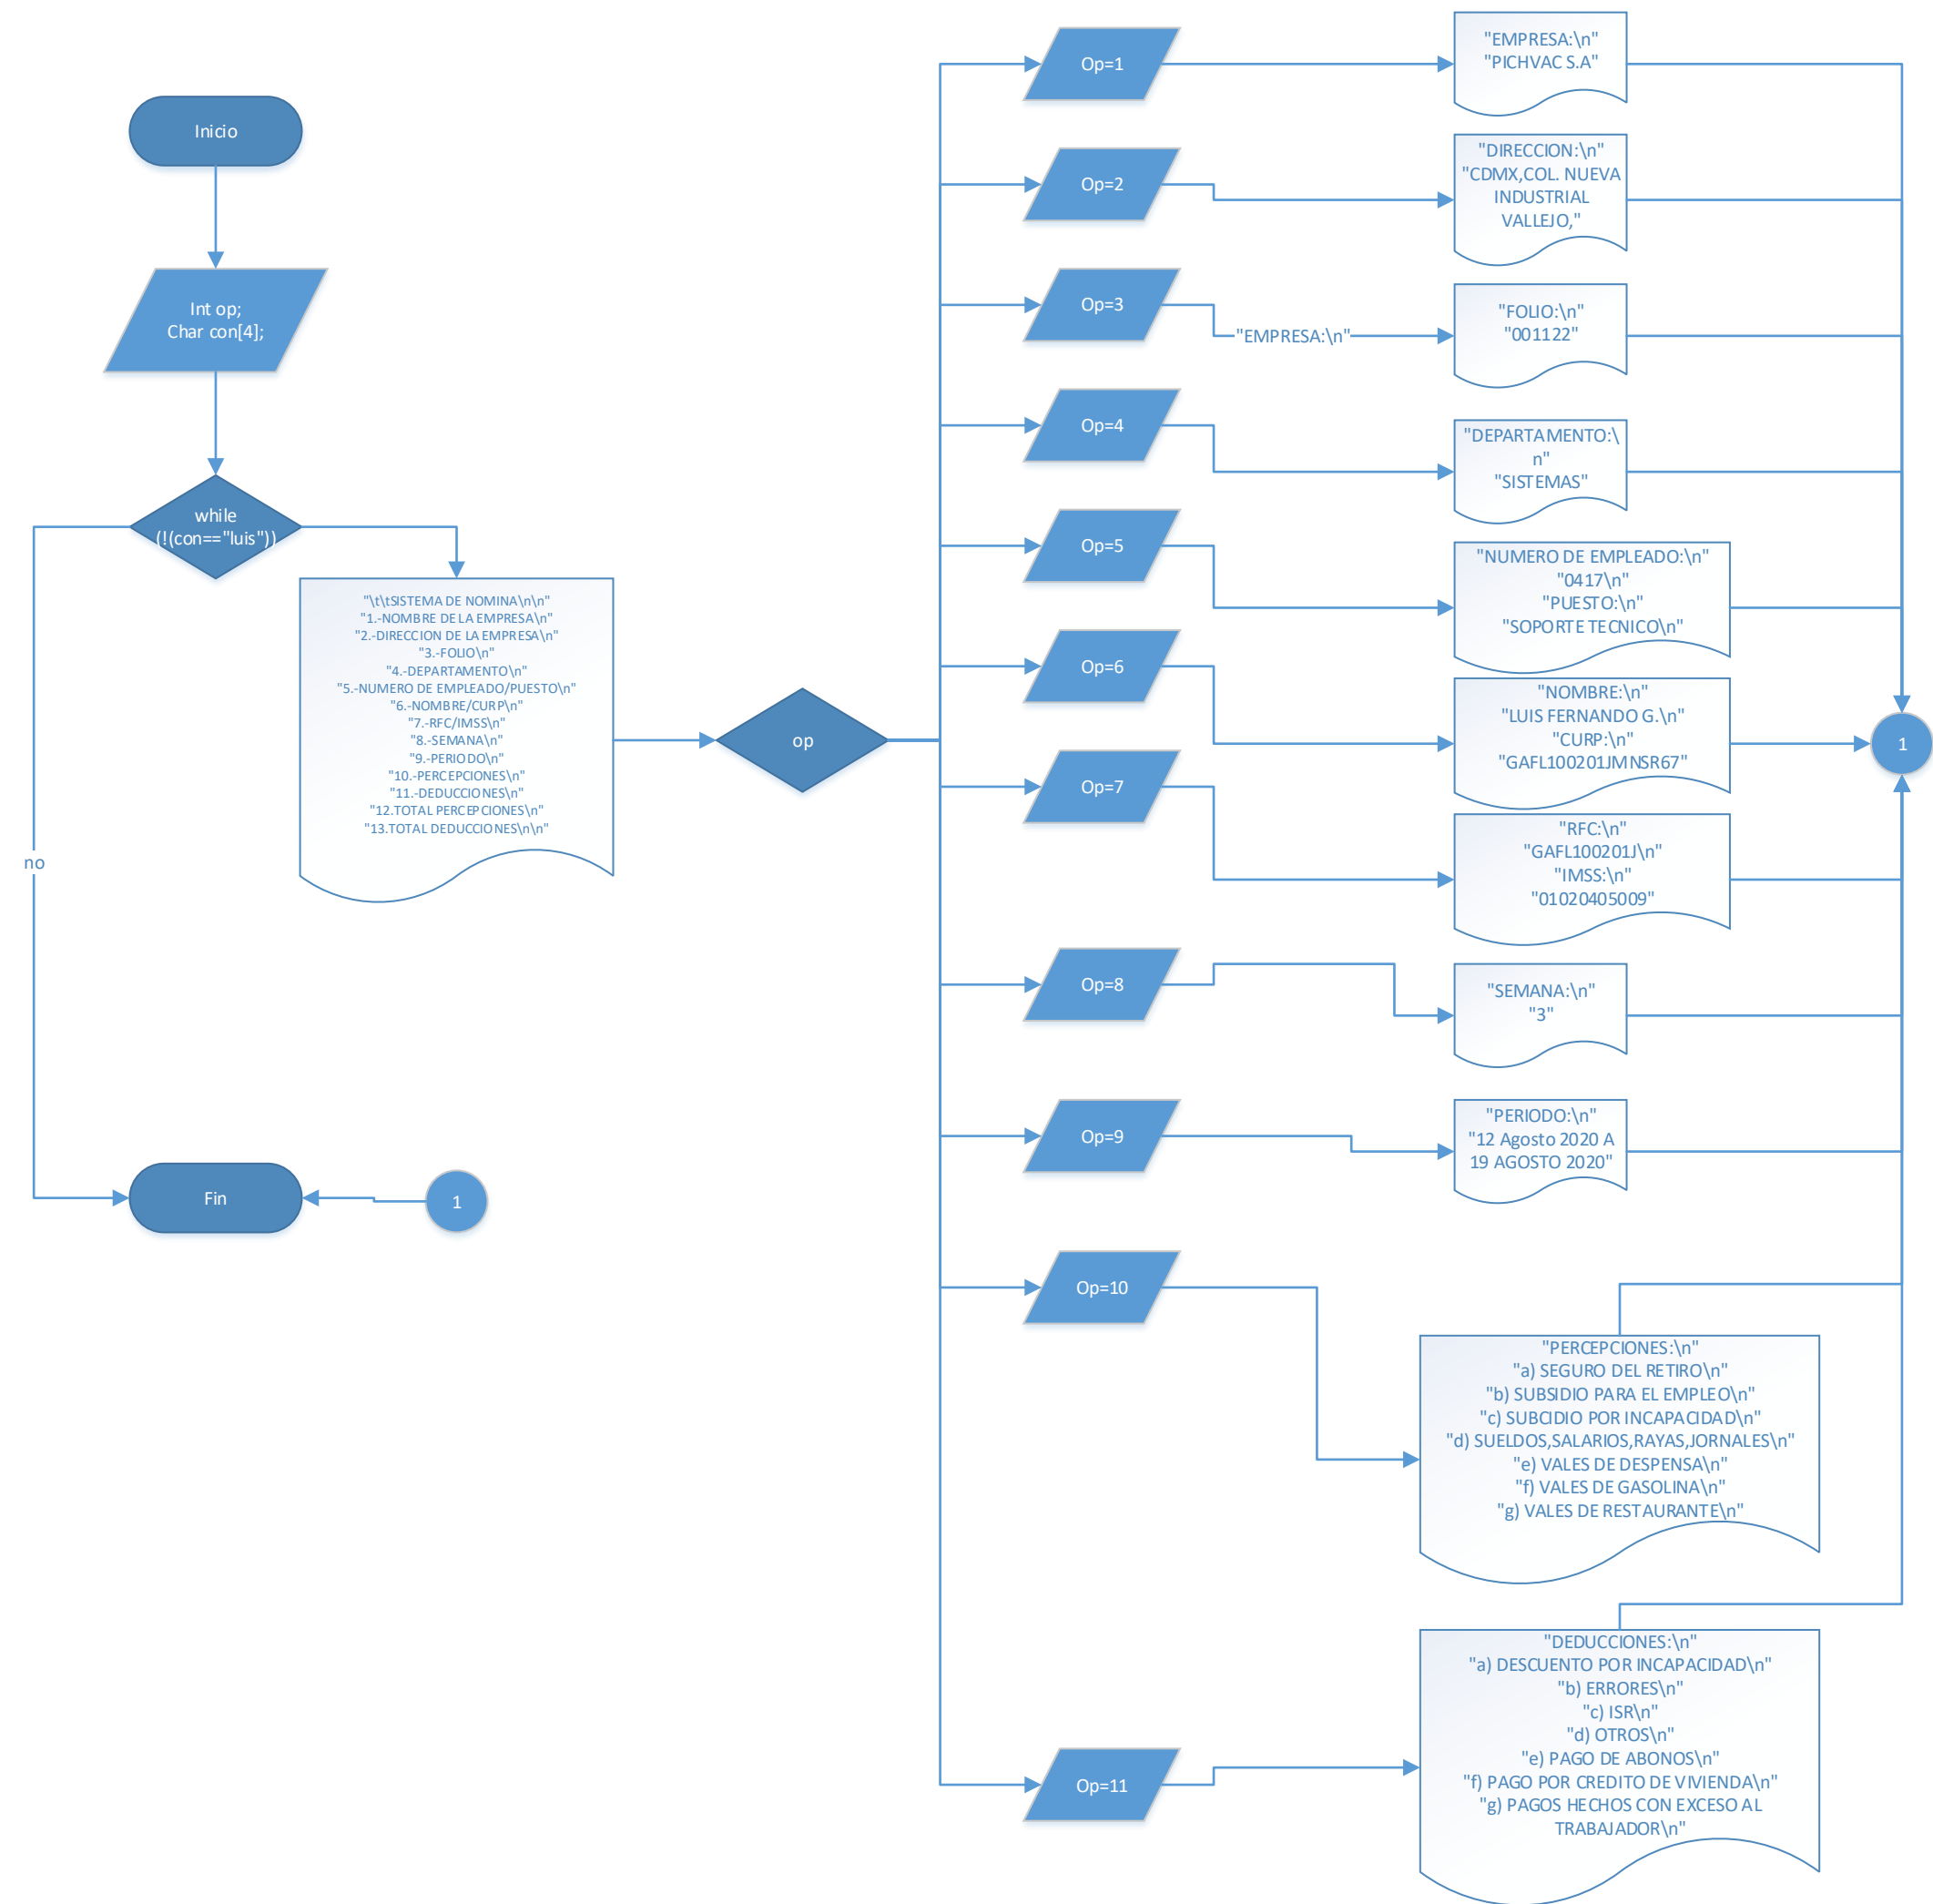 Inicio
Int op;
Char con[4];
while
(!(con=="luis"))
no
Fin
1
"\t\tSISTEMA DE NOMINA\n\n"
"1.-NOMBRE DE LA EMPRESA\n"
"2.-DIRECCION DE LA EMPRESA\n"
"3.-FOLIO\n"
"4.-DEPARTAMENTO\n"
"5.-NUMERO DE EMPLEADO/PUESTO\n"
"6.-NOMBRE/CURP\n"
"7.-RFC/IMSS\n"
"8.-SEMANA\n"
"9.-PERIODO\n"
"10.-PERCEPCIONES\n"
"11.-DEDUCCIONES\n"
"12.TOTAL PERCEPCIONES\n"
"13.TOTAL DEDUCCIONES\n\n"
op
Op=1
"EMPRESA:\n"
"PICHVAC S.A"
Op=2
"DIRECCION:\n"
"CDMX,COL. NUEVA
INDUSTRIAL
VALLEJO,"
Op=3
"EMPRESA:\n"
"FOLIO:\n"
"001122"
Op=4
"DEPARTAMENTO:\
n"
"SISTEMAS"
Op=5
"NUMERO DE EMPLEADO:\n"
"0417\n"
"PUESTO:\n"
"SOPORTE TECNICO\n"
Op=6
"NOMBRE:\n"
"LUIS FERNANDO G.\n"
"CURP:\n"
"GAFL100201JMNSR67"
1
Op=7
"RFC:\n"
"GAFL100201J\n"
"IMSS:\n"
"01020405009"
Op=8
"SEMANA:\n"
"3"
Op=9
"PERIODO:\n"
"12 Agosto 2020 A
19 AGOSTO 2020"
Op=10
"PERCEPCIONES:\n"
"a) SEGURO DEL RETIRO\n"
"b) SUBSIDIO PARA EL EMPLEO\n"
"c) SUBCIDIO POR INCAPACIDAD\n"
"d) SUELDOS,SALARIOS,RAYAS,JORNALES\n"
"e) VALES DE DESPENSA\n"
"f) VALES DE GASOLINA\n"
"g) VALES DE RESTAURANTE\n"
Op=11
"DEDUCCIONES:\n"
"a) DESCUENTO POR INCAPACIDAD\n"
"b) ERRORES\n"
"c) ISR\n"
"d) OTROS\n"
"e) PAGO DE ABONOS\n"
"f) PAGO POR CREDITO DE VIVIENDA\n"
"g) PAGOS HECHOS CON EXCESO AL
TRABAJADOR\n"